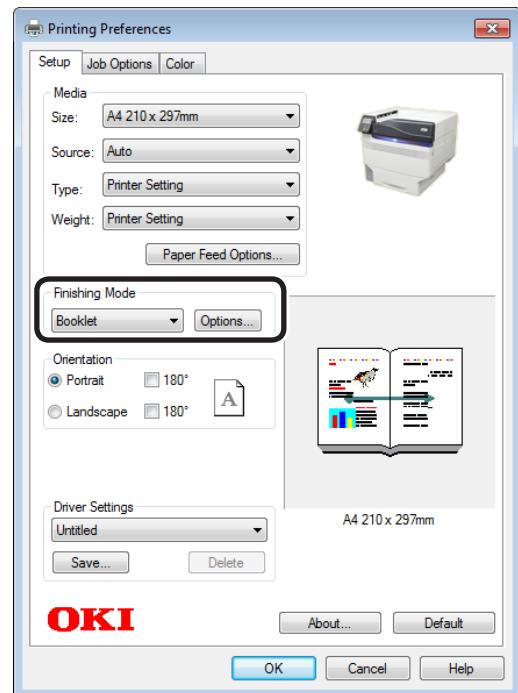 Printing Preferences
Setup Job Options Color
Media
Size: A4 210 x 297mm
Source: Auto
Type: Printer Setting
Weight: Printer Setting
Paper Feed Options...
Finishing Mode
Booklet Options...
Orientation
Portrait 180°
Landscape 180°
A
A4 210 x 297mm
Driver Settings
Untitled
Save... Delete
OKI
About... Default
OK Cancel Help